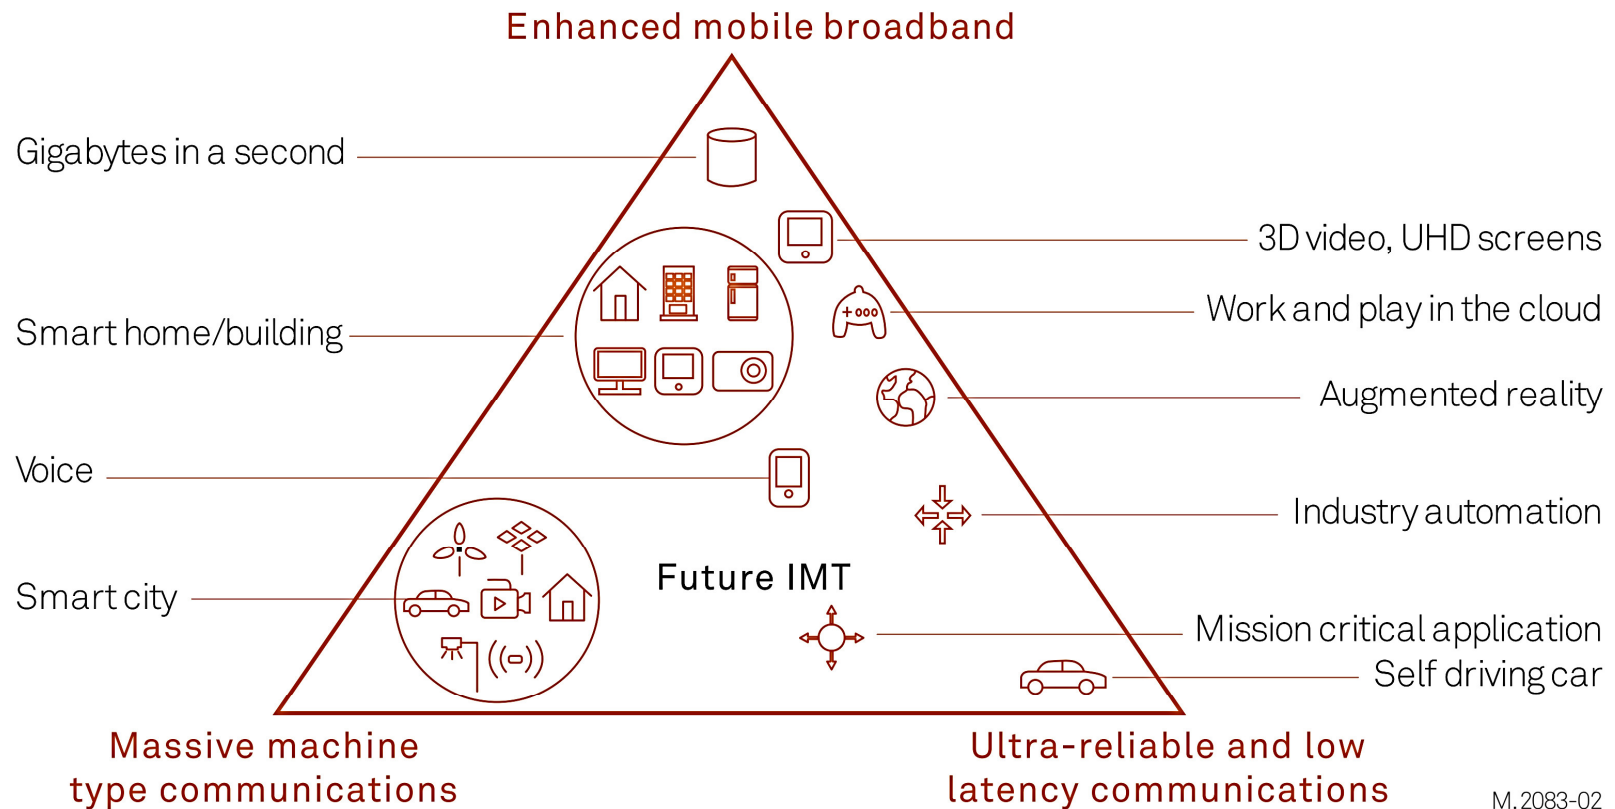 Enhanced mobile broadband
Gigabytes in a second
3D video, UHD screens
Work and play in the cloud
Smart home/building
Augmented reality
Voice
Industry automation
Future IMT
Smart city
Mission critical application
Self driving car
Massive machine
type communications
Ultra-reliable and low
latency communications
M.2083-02